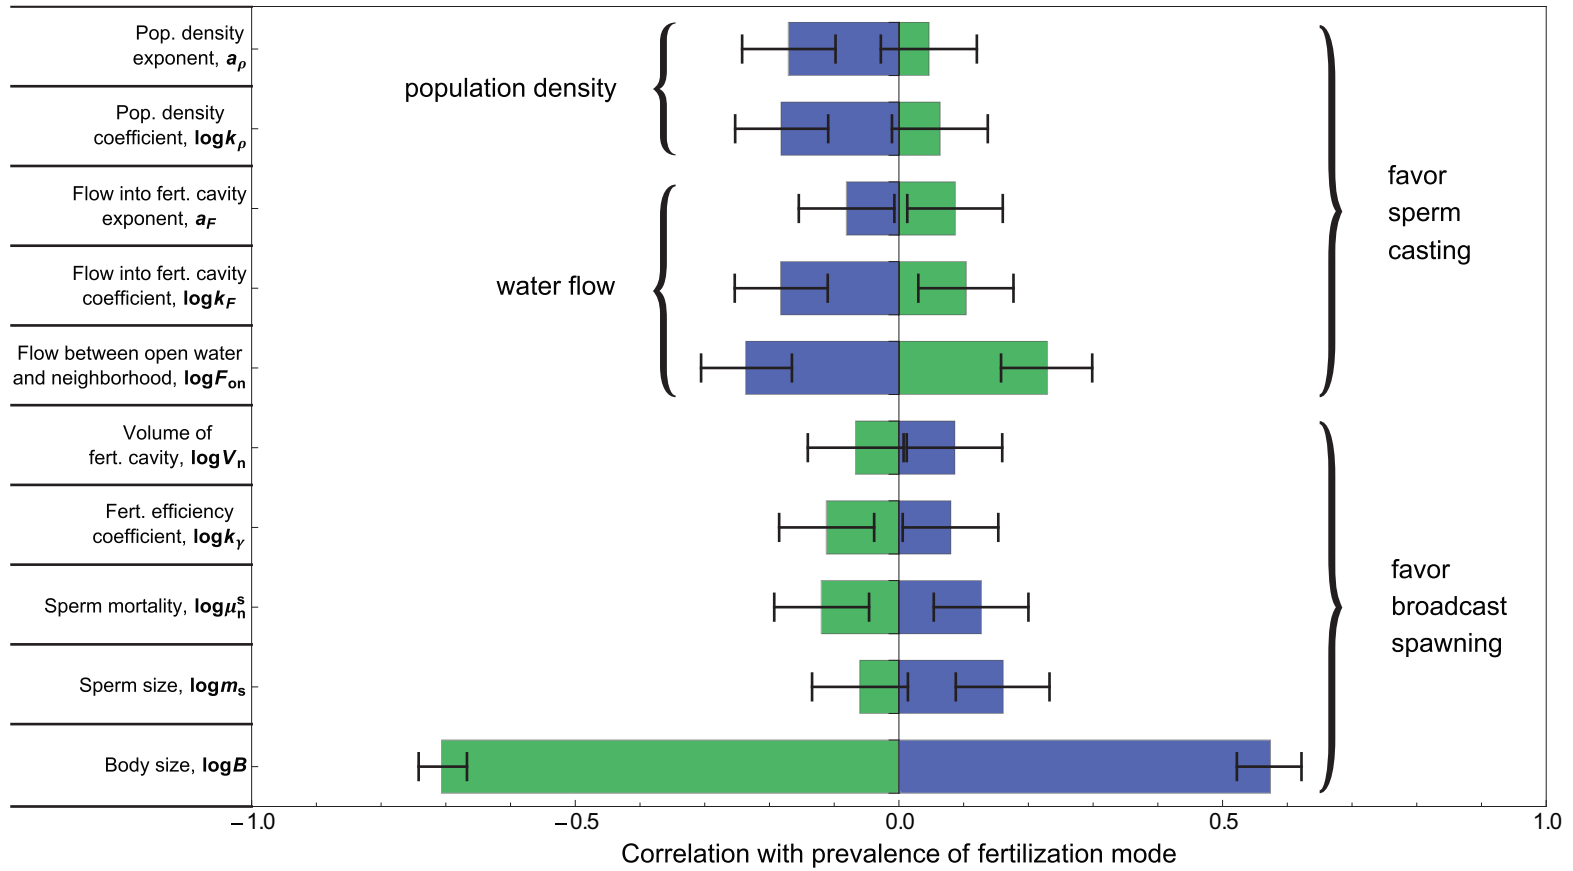 Pop. density
exponent, aρ
Pop. density
coefficient, logkρ
population density
Flow into fert. cavity
exponent, aF
Flow into fert. cavity
coefficient, logkF
water flow
Flow between open water
and neighborhood, logFon
favor
sperm
casting
Volume of
fert. cavity, logVn
Fert. efficiency
coefficient, logkγ
Sperm mortality, logμsn
Sperm size, logms
Body size, logB
favor
broadcast
spawning
−1.0 −0.5 0.0 0.5 1.0
Correlation with prevalence of fertilization mode